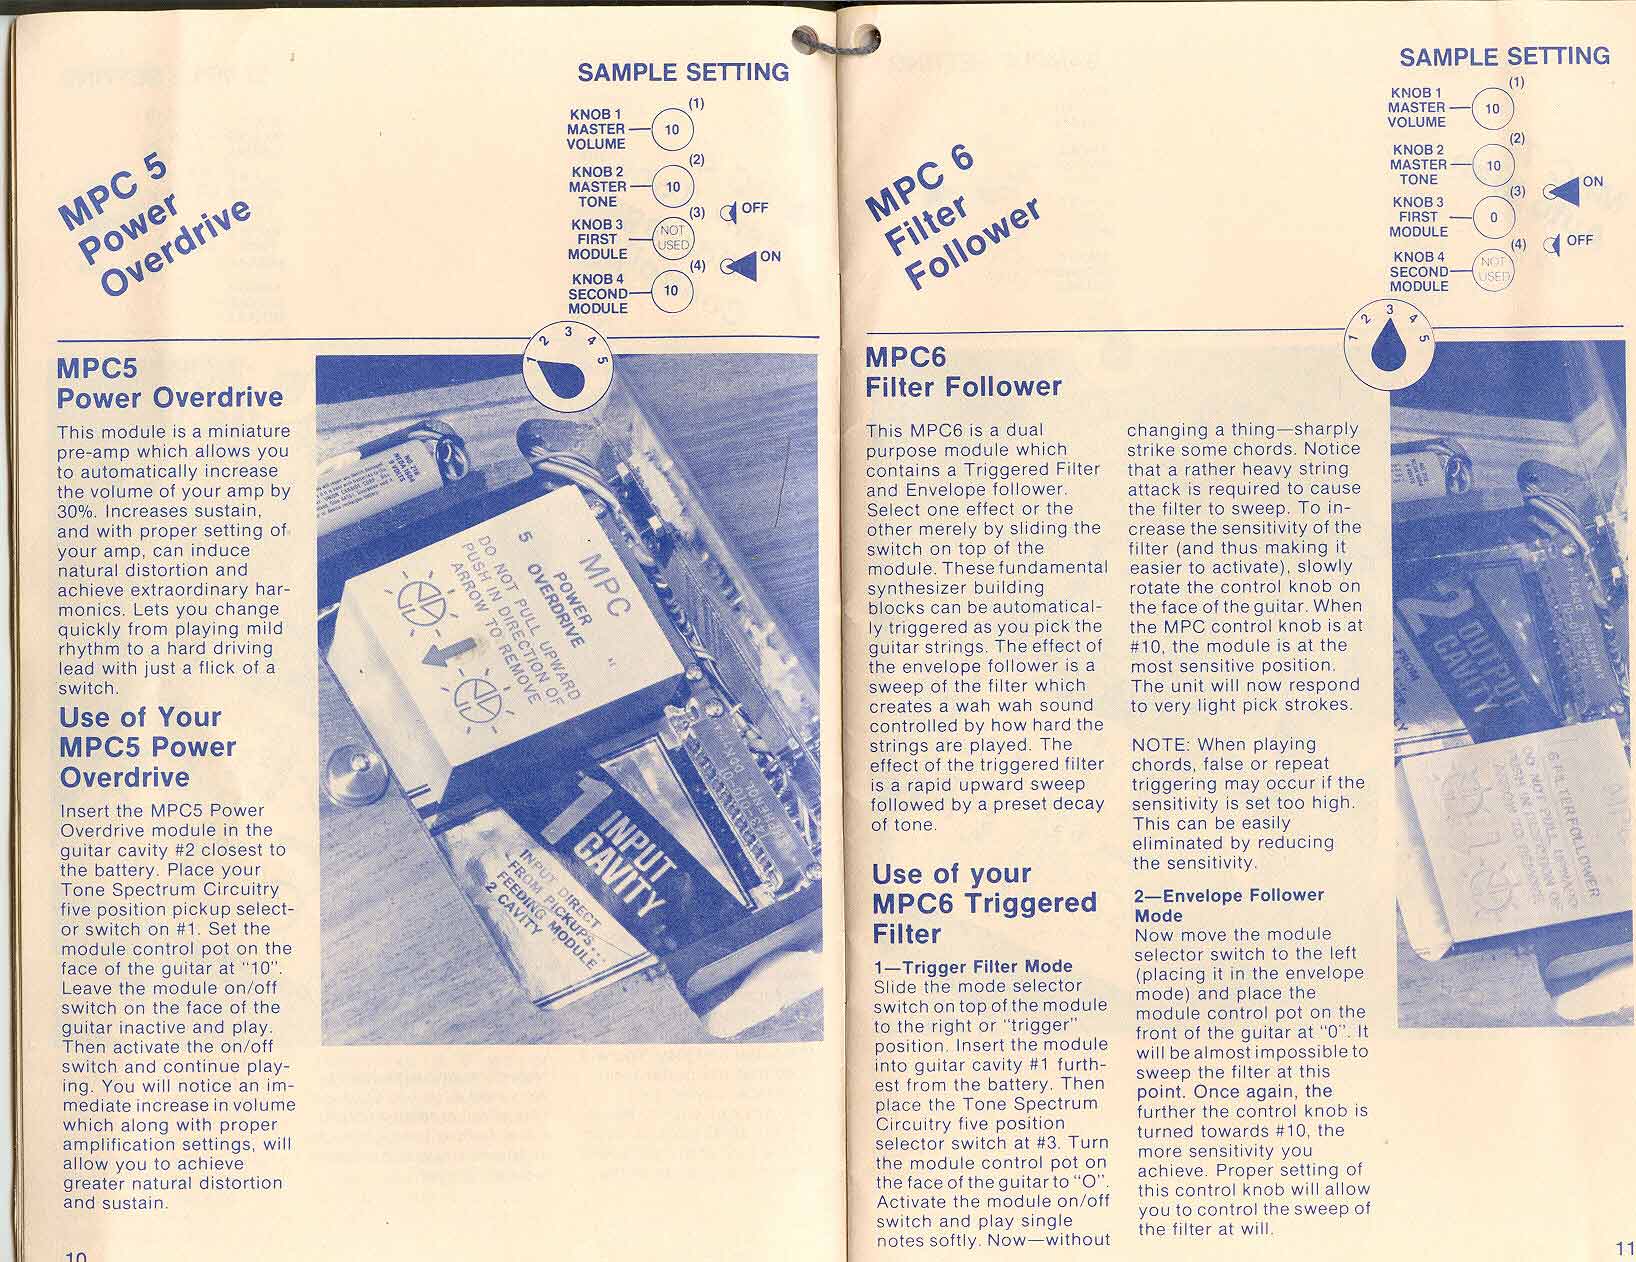 SAMPLE SETTING
KNOB 1
MASTER
VOLUME
(1)
10
KNOB 2
MASTER
TONE
(2)
10
KNOB 3
FIRST
MODULE
(3)
NOT
USED
OFF
KNOB 4
SECOND
MODULE
(4)
10
ON
MPC 5
Power
Overdrive
1 2 3 4 5
MPC5
Power Overdrive
This module is a miniature
pre-amp which allows you
to automatically increase
the volume of your amp by
30%. Increases sustain,
and with proper setting of
your amp, can induce
natural distortion and
achieve extraordinary har-
monics. Lets you change
quickly from playing mild
rhythm to a hard driving
lead with just a flick of a
switch.
Use of Your
MPC5 Power
Overdrive
Insert the MPC5 Power
Overdrive module in the
guitar cavity #2 closest to
the battery. Place your
Tone Spectrum Circuitry
five position pickup select-
or switch on #1. Set the
module control pot on the
face of the guitar at "10".
Leave the module on/off
switch on the face of the
guitar inactive and play.
Then activate the on/off
switch and continue play-
ing. You will notice an im-
mediate increase in volume
which along with proper
amplification settings, will
allow you to achieve
greater natural distortion
and sustain.
MPC
5 POWER
OVERDRIVE
DO NOT PULL UPWARD
PUSH IN DIRECTION OF
ARROW TO REMOVE
1 INPUT
CAVITY
INPUT DIRECT
FROM PICKUPS...
FEEDING MODULE
2 CAVITY
10
SAMPLE SETTING
KNOB 1
MASTER
VOLUME
(1)
10
KNOB 2
MASTER
TONE
(2)
10
KNOB 3
FIRST
MODULE
(3)
0
ON
KNOB 4
SECOND
MODULE
(4)
NOT
USED
OFF
MPC 6
Filter
Follower
1 2 3 4 5
MPC6
Filter Follower
This MPC6 is a dual
purpose module which
contains a Triggered Filter
and Envelope follower.
Select one effect or the
other merely by sliding the
switch on top of the
module. These fundamental
synthesizer building
blocks can be automatical-
ly triggered as you pick the
guitar strings. The effect of
the envelope follower is a
sweep of the filter which
creates a wah wah sound
controlled by how hard the
strings are played. The
effect of the triggered filter
is a rapid upward sweep
followed by a preset decay
of tone.
Use of your
MPC6 Triggered
Filter
1—Trigger Filter Mode
Slide the mode selector
switch on top of the module
to the right or "trigger"
position. Insert the module
into guitar cavity #1 furth-
est from the battery. Then
place the Tone Spectrum
Circuitry five position
selector switch at #3. Turn
the module control pot on
the face of the guitar to "O".
Activate the module on/off
switch and play single
notes softly. Now—without
changing a thing—sharply
strike some chords. Notice
that a rather heavy string
attack is required to cause
the filter to sweep. To in-
crease the sensitivity of the
filter (and thus making it
easier to activate), slowly
rotate the control knob on
the face of the guitar. When
the MPC control knob is at
#10, the module is at the
most sensitive position.
The unit will now respond
to very light pick strokes.
NOTE: When playing
chords, false or repeat
triggering may occur if the
sensitivity is set too high.
This can be easily
eliminated by reducing
the sensitivity.
2—Envelope Follower
Mode
Now move the module
selector switch to the left
(placing it in the envelope
mode) and place the
module control pot on the
front of the guitar at "0". It
will be almost impossible to
sweep the filter at this
point. Once again, the
further the control knob is
turned towards #10, the
more sensitivity you
achieve. Proper setting of
this control knob will allow
you to control the sweep of
the filter at will.
2 OUTPUT
CAVITY
6 FILTER FOLLOWER
DO NOT PULL UPWARD
PUSH IN DIRECTION OF
ARROW TO REMOVE
11